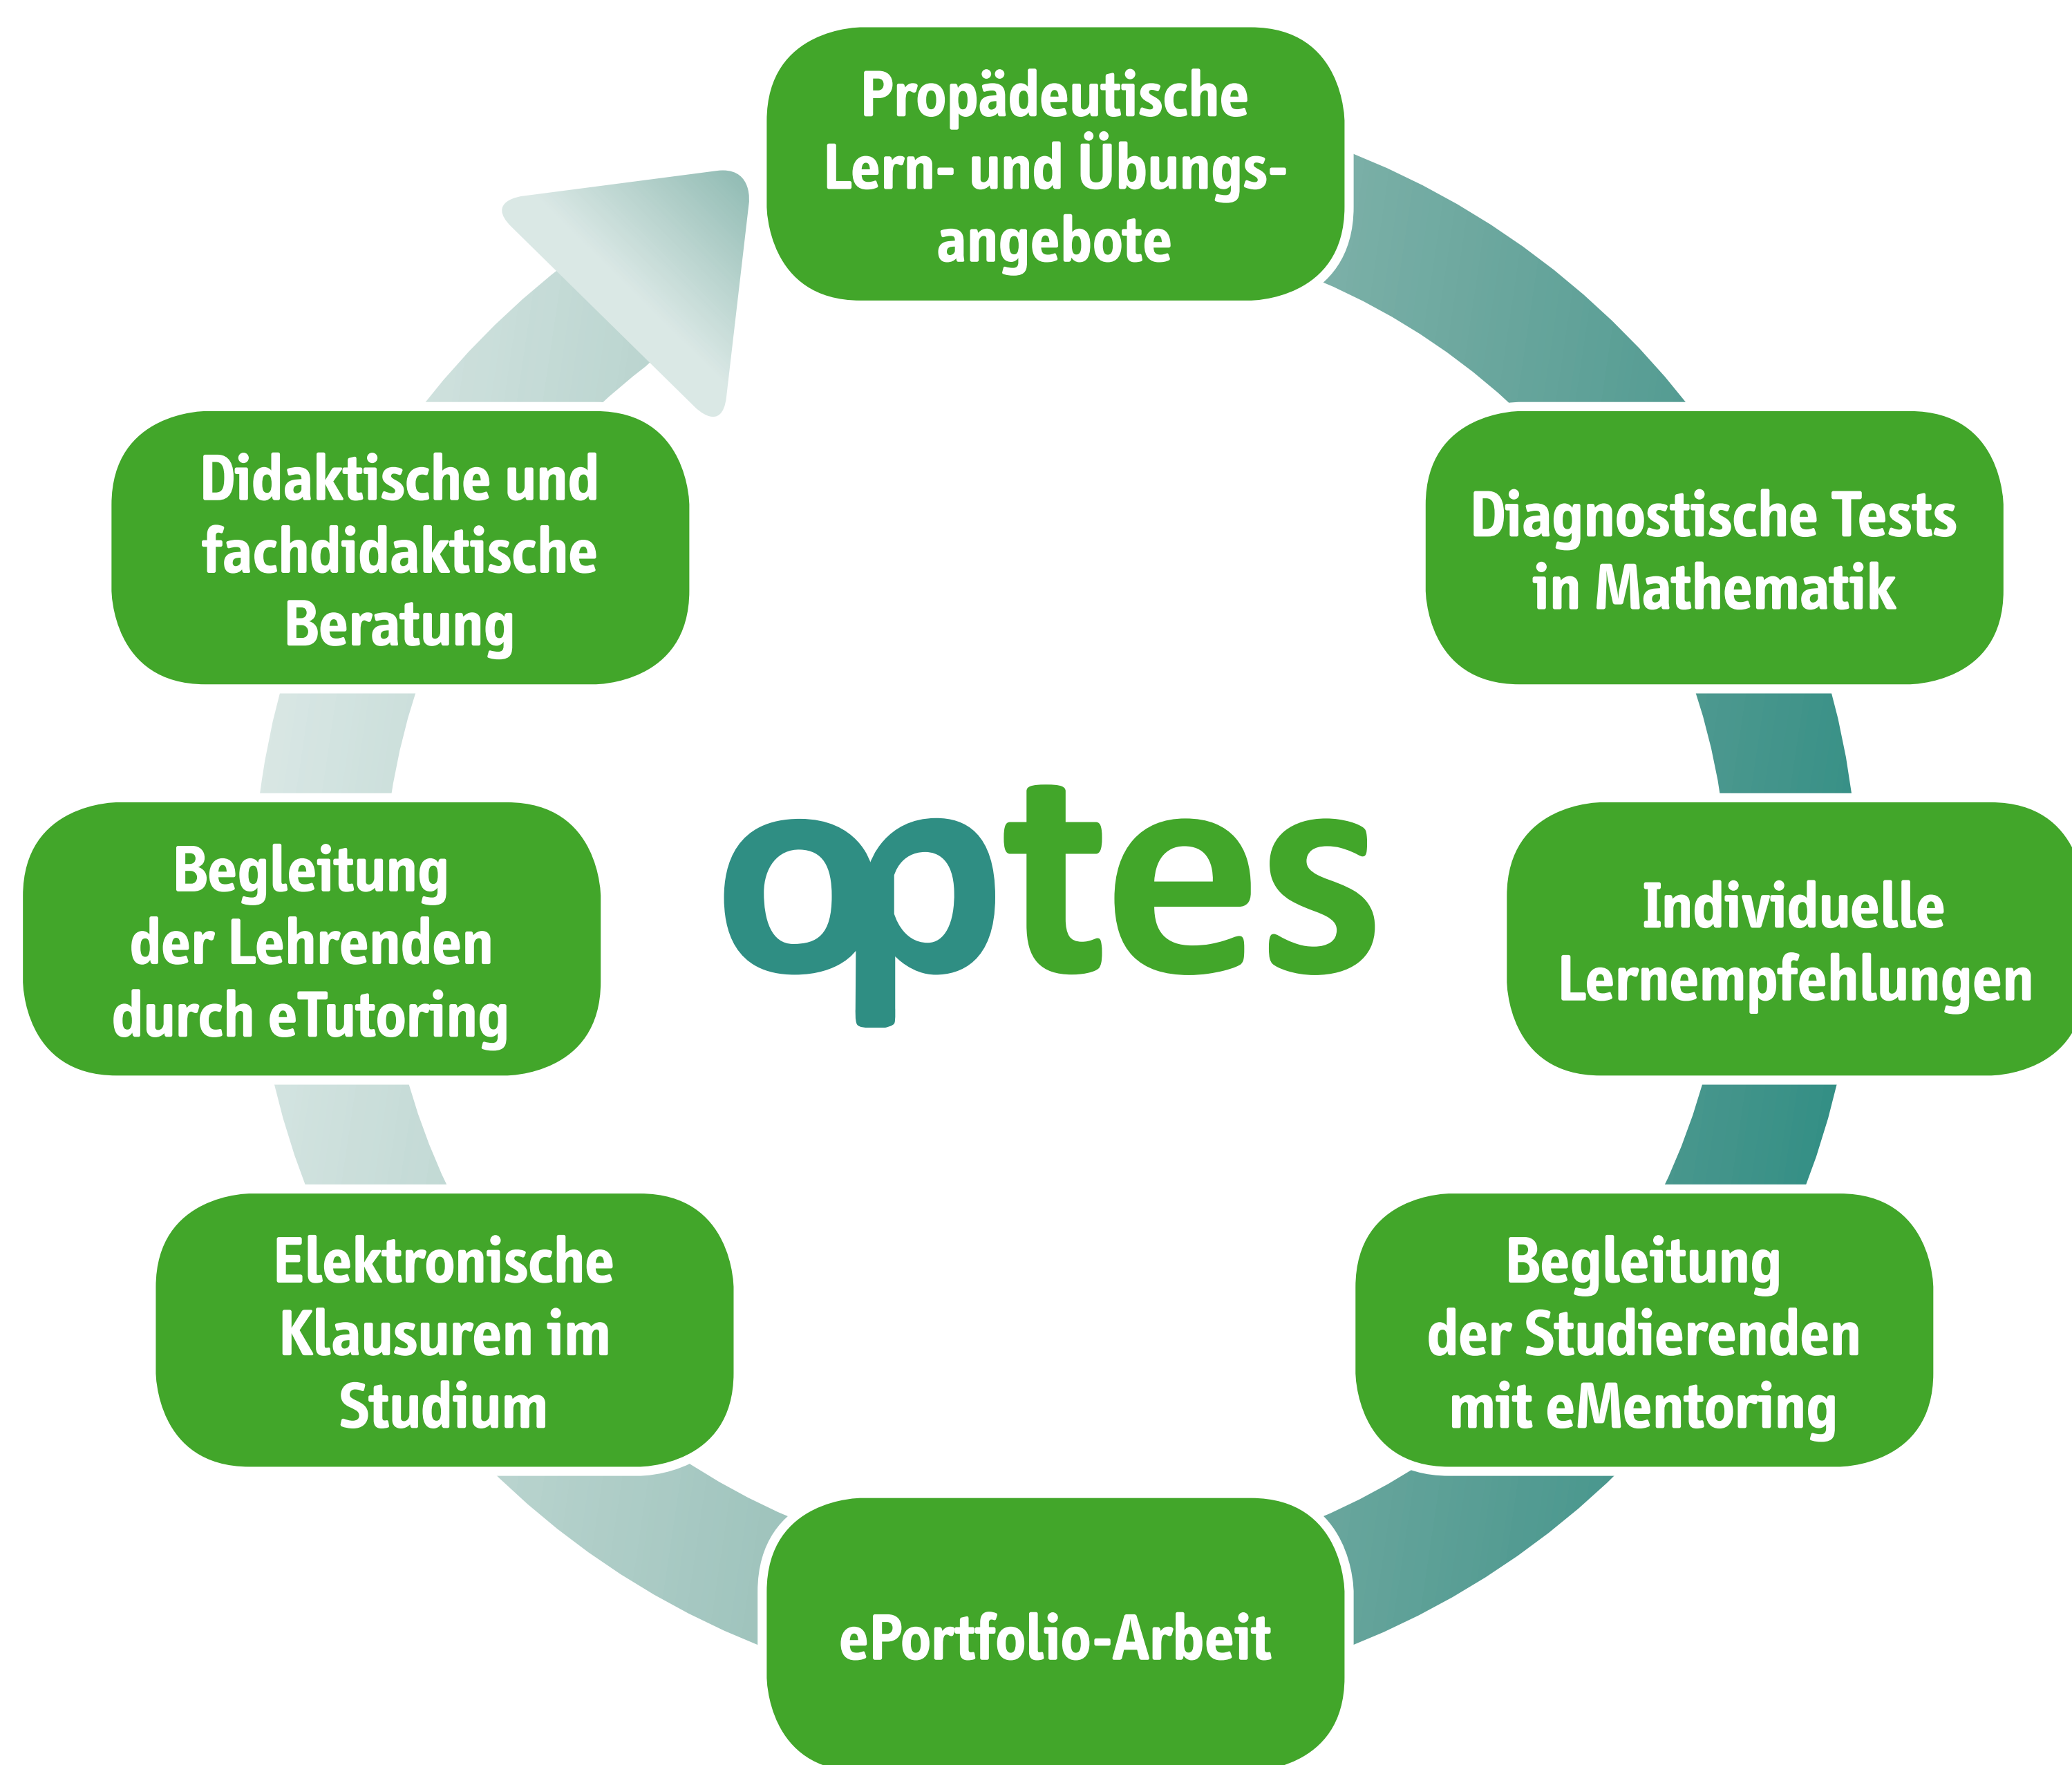 Propädeutische
Lern- und Übungs-
angebote
Diagnostische Tests
in Mathematik
Individuelle
Lernempfehlungen
Begleitung
der Studierenden
mit eMentoring
ePortfolio-Arbeit
Elektronische
Klausuren im
Studium
Begleitung
der Lehrenden
durch eTutoring
Didaktische und
fachdidaktische
Beratung
optes